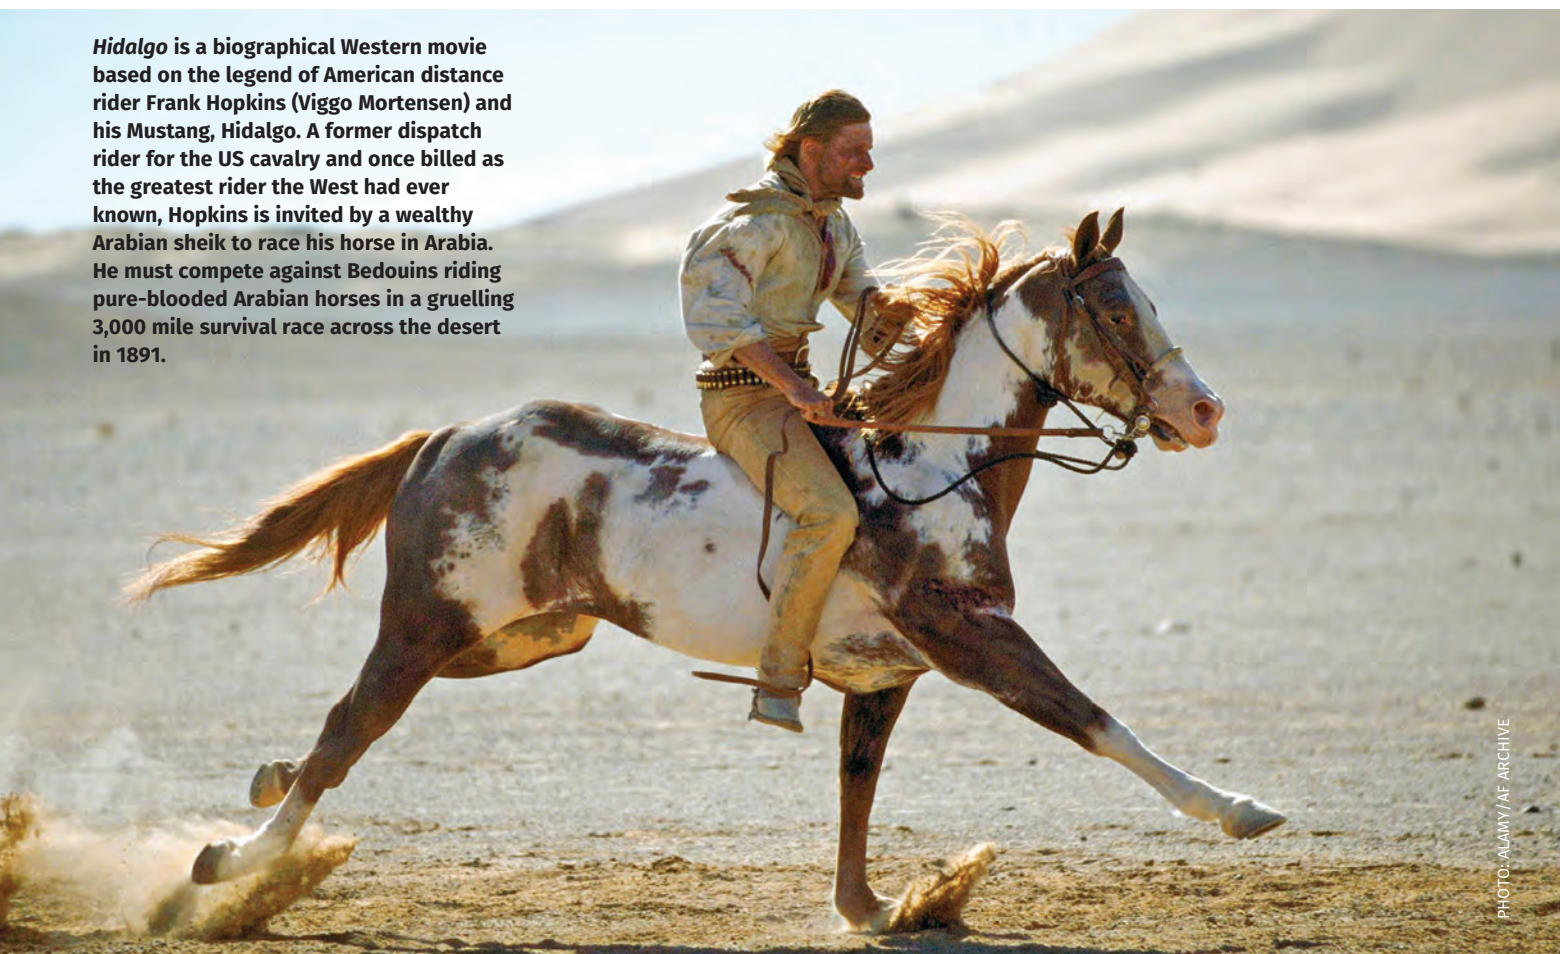 Hidalgo is a biographical Western movie
based on the legend of American distance
rider Frank Hopkins (Viggo Mortensen) and
his Mustang, Hidalgo. A former dispatch
rider for the US cavalry and once billed as
the greatest rider the West had ever
known, Hopkins is invited by a wealthy
Arabian sheik to race his horse in Arabia.
He must compete against Bedouins riding
pure-blooded Arabian horses in a gruelling
3,000 mile survival race across the desert
in 1891.
PHOTO: ALAMY/AF ARCHIVE